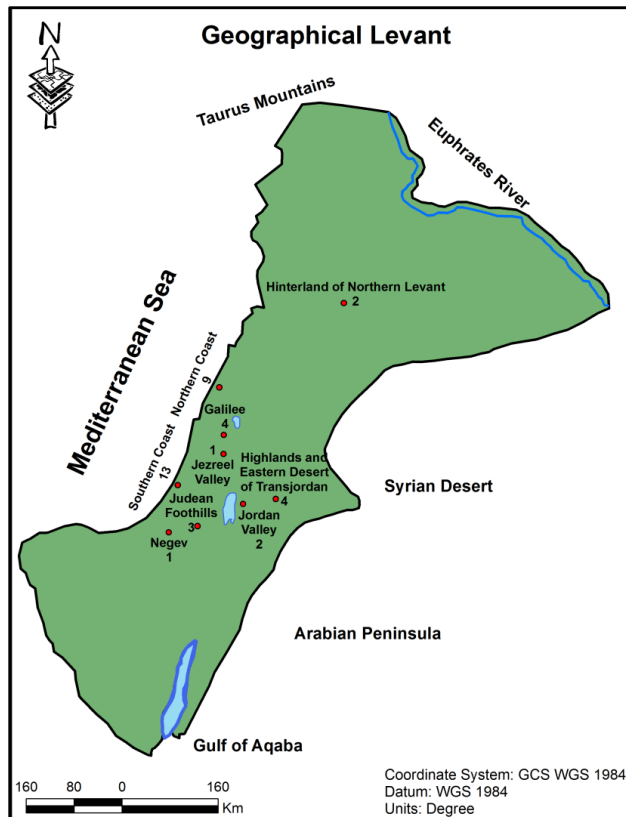 Geographical Levant
N
Taurus Mountains
Euphrates River
Mediterranean Sea
Hinterland of Northern Levant
2
Northern Coast
9
Galilee
4
1
Jezreel
Valley
Highlands and
Eastern Desert
of Transjordan
4
Southern Coast
13
Judean
Foothills
3
Jordan
Valley
2
Negev
1
Syrian Desert
Arabian Peninsula
Gulf of Aqaba
160 80 0 160
Km
Coordinate System: GCS WGS 1984
Datum: WGS 1984
Units: Degree